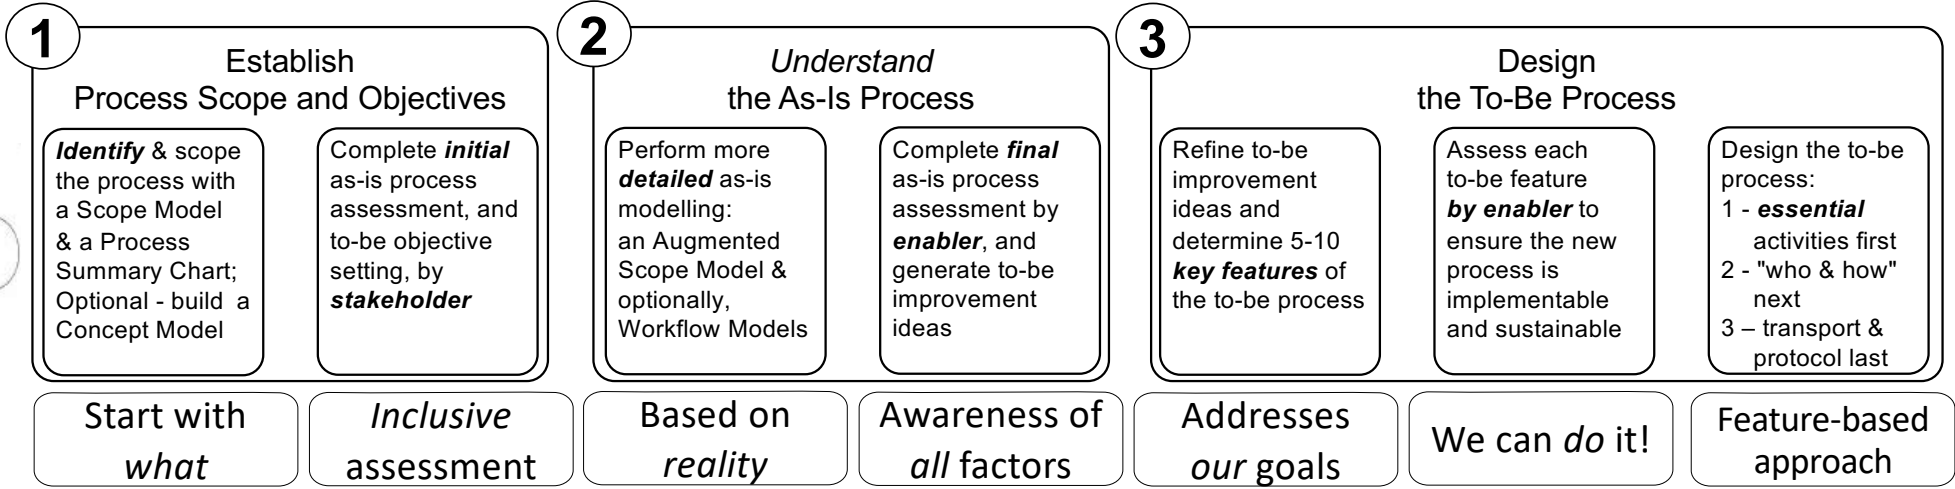 1
Establish
Process Scope and Objectives
Identify & scope
the process with
a Scope Model
& a Process
Summary Chart;
Optional - build a
Concept Model
Complete initial
as-is process
assessment, and
to-be objective
setting, by
stakeholder
2
Understand
the As-Is Process
Perform more
detailed as-is
modelling:
an Augmented
Scope Model &
optionally,
Workflow Models
Complete final
as-is process
assessment by
enabler, and
generate to-be
improvement
ideas
3
Design
the To-Be Process
Refine to-be
improvement
ideas and
determine 5-10
key features of
the to-be process
Assess each
to-be feature
by enabler to
ensure the new
process is
implementable
and sustainable
Design the to-be
process:
1 - essential
activities first
2 - "who & how"
next
3 – transport &
protocol last
Start with
what
Inclusive
assessment
Based on
reality
Awareness of
all factors
Addresses
our goals
We can do it!
Feature-based
approach